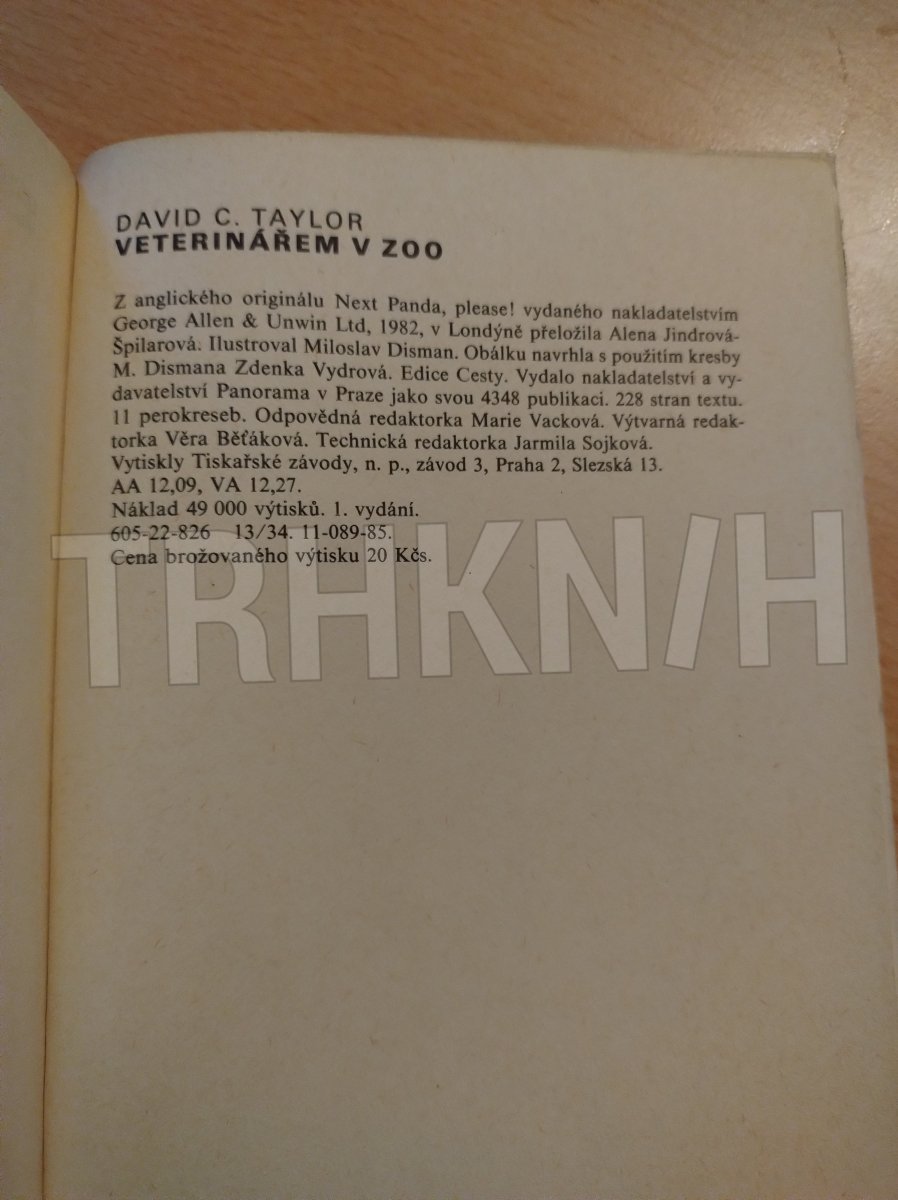 DAVID C. TAYLOR
VETERINÁŘEM V ZOO
Z anglického originálu Next Panda, please! vydaného nakladatelstvím
George Allen & Unwin Ltd, 1982, v Londýně přeložila Alena Jindrová-
Špilarová. Ilustroval Miloslav Disman. Obálku navrhla s použitím kresby
M. Dismana Zdenka Vydrová. Edice Cesty. Vydalo nakladatelství a vy-
davatelství Panorama v Praze jako svou 4348 publikaci. 228 stran textu.
11 perokreseb. Odpovědná redaktorka Marie Vacková. Výtvarná redak-
torka Věra Běťáková. Technická redaktorka Jarmila Sojková.
Vytiskly Tiskařské závody, n. p., závod 3, Praha 2, Slezská 13.
AA 12,09, VA 12,27.
Náklad 49 000 výtisků. 1. vydání.
605-22-826 13/34. 11-089-85.
Cena brožovaného výtisku 20 Kčs.
TRHKNIH